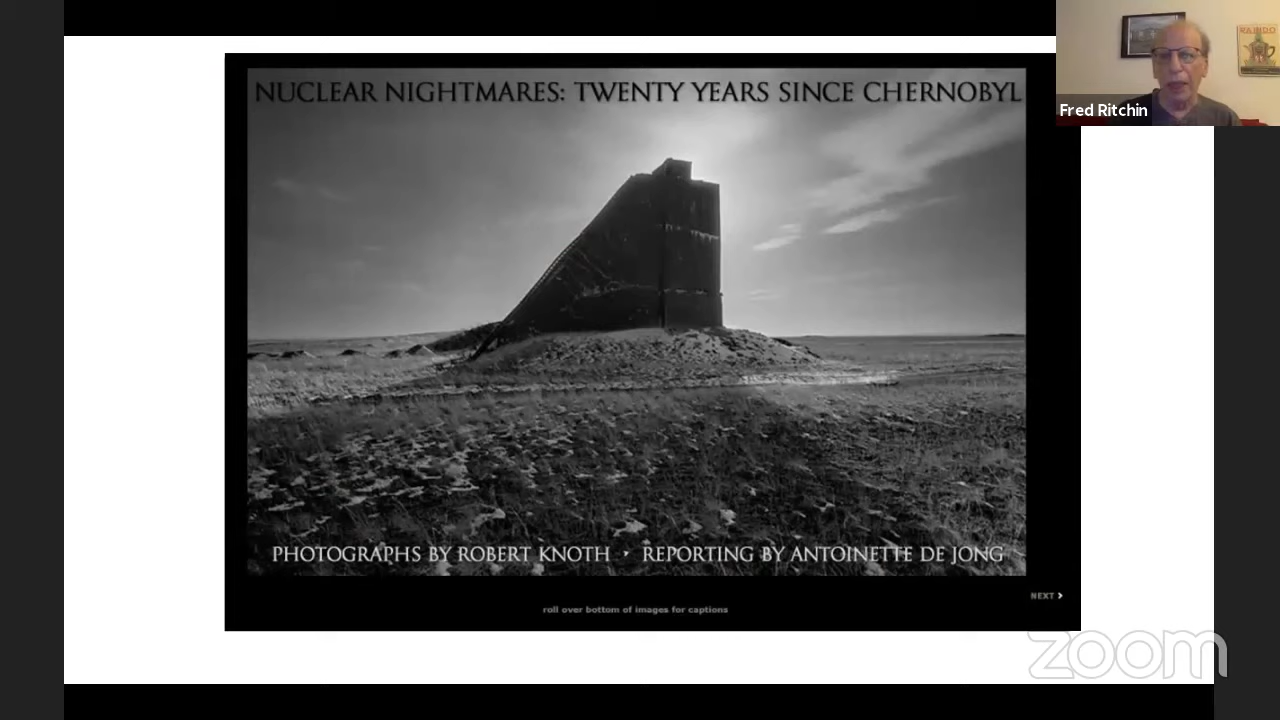 NUCLEAR NIGHTMARES: TWENTY YEARS SINCE CHERNOBYL
Fred Ritchin
PHOTOGRAPHS BY ROBERT KNOTH · REPORTING BY ANTOINETTE DE JONG
NEXT >
roll over bottom of images for captions
zoom